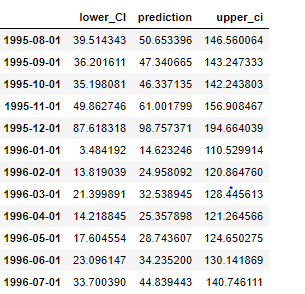 lower_CI prediction upper_ci
1995-08-01 39.514343 50.653396 146.560064
1995-09-01 36.201611 47.340665 143.247333
1995-10-01 35.198081 46.337135 142.243803
1995-11-01 49.862746 61.001799 156.908467
1995-12-01 87.618318 98.757371 194.664039
1996-01-01 3.484192 14.623246 110.529914
1996-02-01 13.819039 24.958092 120.864760
1996-03-01 21.399891 32.538945 128.445613
1996-04-01 14.218845 25.357898 121.264566
1996-05-01 17.604554 28.743607 124.650275
1996-06-01 23.096147 34.235200 130.141869
1996-07-01 33.700390 44.839443 140.746111